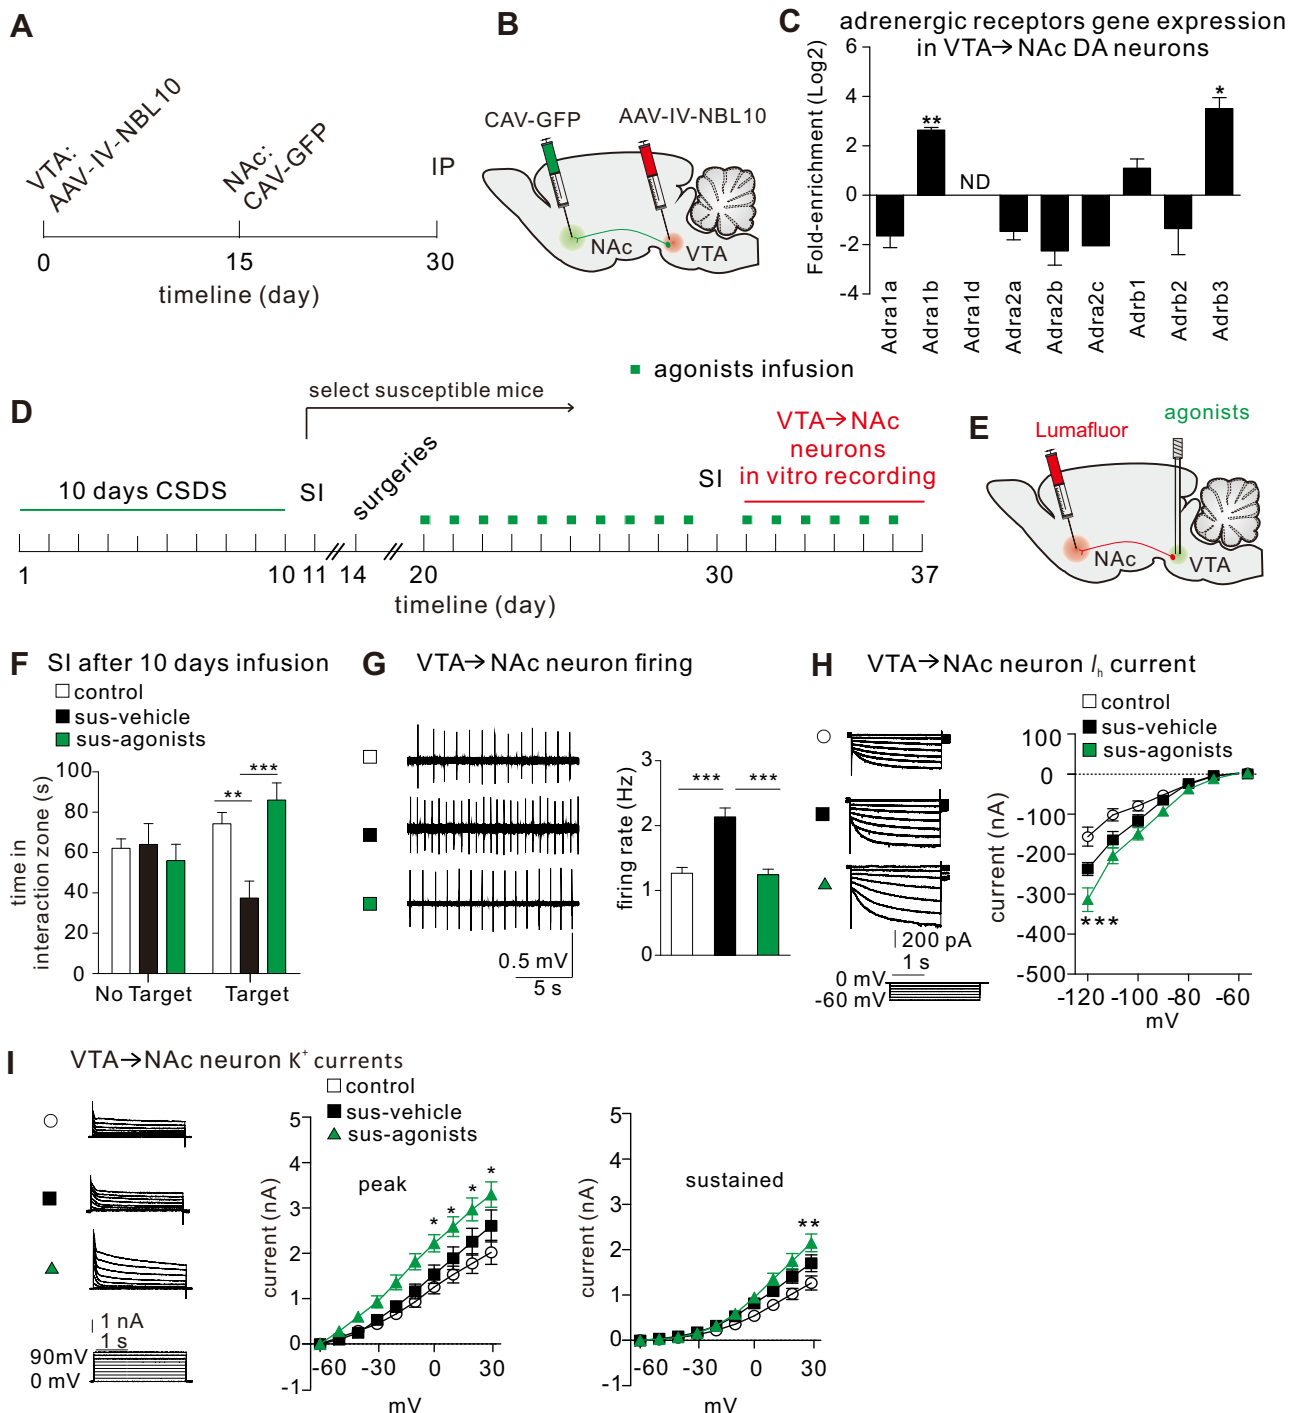 A
VTA:
AAV-IV-NBL10
NAc:
CAV-GFP
IP
0
15
30
timeline (day)
B
CAV-GFP
AAV-IV-NBL10
NAc
VTA
C
adrenergic receptors gene expression
in VTA→NAc DA neurons
Fold-enrichment (Log2)
6
4
2
0
-2
-4
**
ND
*
Adra1a
Adra1b
Adra1d
Adra2a
Adra2b
Adra2c
Adrb1
Adrb2
Adrb3
D
agonists infusion
select susceptible mice
10 days CSDS
SI
surgeries
SI
VTA→NAc
neurons
in vitro recording
1
10
11
14
20
30
37
timeline (day)
E
Lumafluor
agonists
NAc
VTA
F
SI after 10 days infusion
control
sus-vehicle
sus-agonists
time in
interaction zone (s)
100
80
60
40
20
0
**
***
No Target
Target
G
VTA→NAc neuron firing
0.5 mV
5 s
firing rate (Hz)
3
2
1
0
***
***
H
VTA→NAc neuron Ih current
control
sus-vehicle
sus-agonists
200 pA
1 s
0 mV
-60 mV
current (nA)
100
0
-100
-200
-300
-400
-500
***
-120
-100
-80
-60
mV
I
VTA→NAc neuron K+ currents
control
sus-vehicle
sus-agonists
1 nA
1 s
90mV
0 mV
current (nA)
5
4
3
2
1
0
-1
peak
*
*
*
*
-60
-30
0
30
mV
current (nA)
5
4
3
2
1
0
-1
sustained
**
-60
-30
0
30
mV